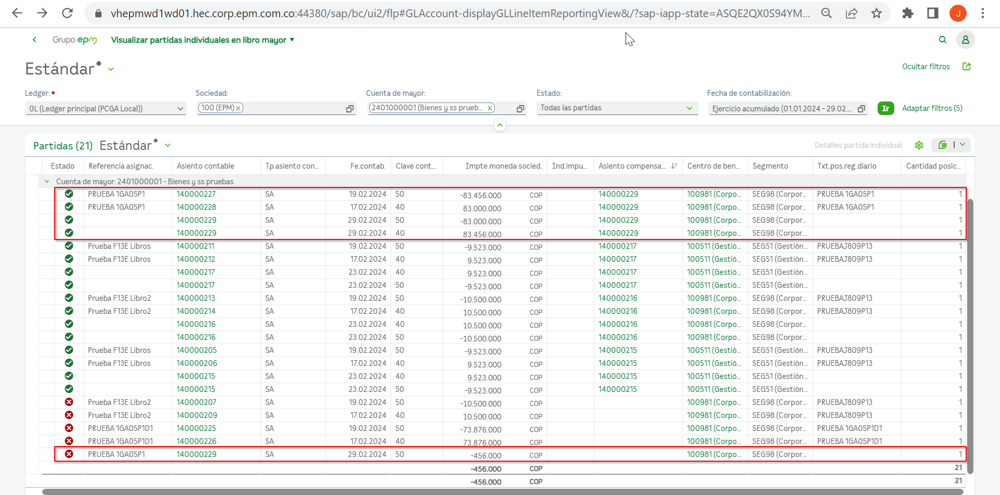 vhepmwd1wd01.hec.corp.epm.com.co:44380/sap/bc/ui2/flp#GLAccount-displayGLLineItemReportingView&/?sap-iapp-state=ASQE2QX0S94YM...
J
Grupo·epm Visualizar partidas individuales en libro mayor
Estándar*
Ocultar filtros
Ledger: Sociedad: Cuenta de mayor: Estado: Fecha de contabilización:
0L (Ledger principal (PCGA Local)) 100 (EPM) 2401000001 (Bienes y ss prueb... Todas las partidas Ejercicio acumulado (01.01.2024 - 29.02.... Ir Adaptar filtros (5)
Partidas (21) Estándar* Detalles partida individual
Estado Referencia asignac. Asiento contable Tp.asiento con... Fe.contab. Clave cont... Impte.moneda socied. Ind.impu... Asiento compensa... Centro de ben... Segmento Txt.pos.reg.diario Cantidad posic...
Cuenta de mayor: 2401000001 - Bienes y ss pruebas
PRUEBA 1GA05P1 140000227 SA 19.02.2024 50 -83.456.000 COP 140000229 100981 (Corpo... SEG98 (Corpor... PRUEBA 1GA05P1 1
PRUEBA 1GA05P1 140000228 SA 17.02.2024 40 83.000.000 COP 140000229 100981 (Corpo... SEG98 (Corpor... PRUEBA 1GA05P1 1
140000229 SA 29.02.2024 50 -83.000.000 COP 140000229 100981 (Corpo... SEG98 (Corpor... 1
140000229 SA 29.02.2024 40 83.456.000 COP 140000229 100981 (Corpo... SEG98 (Corpor... 1
Prueba F13E Libros 140000211 SA 19.02.2024 50 -9.523.000 COP 140000217 100511 (Gestió... SEG51 (Gestión... PRUEBAJ809P13 1
Prueba F13E Libros 140000212 SA 17.02.2024 40 9.523.000 COP 140000217 100511 (Gestió... SEG51 (Gestión... PRUEBAJ809P13 1
140000217 SA 23.02.2024 40 9.523.000 COP 140000217 100511 (Gestió... SEG51 (Gestión... 1
140000217 SA 23.02.2024 50 -9.523.000 COP 140000217 100511 (Gestió... SEG51 (Gestión... 1
Prueba F13E Libro2 140000213 SA 19.02.2024 50 -10.500.000 COP 140000216 100981 (Corpo... SEG98 (Corpor... PRUEBAJ809P13 1
Prueba F13E Libro2 140000214 SA 17.02.2024 40 10.500.000 COP 140000216 100981 (Corpo... SEG98 (Corpor... PRUEBAJ809P13 1
140000216 SA 23.02.2024 40 10.500.000 COP 140000216 100981 (Corpo... SEG98 (Corpor... 1
140000216 SA 23.02.2024 50 -10.500.000 COP 140000216 100981 (Corpo... SEG98 (Corpor... 1
Prueba F13E Libros 140000205 SA 19.02.2024 50 -9.523.000 COP 140000215 100511 (Gestió... SEG51 (Gestión... PRUEBAJ809P13 1
Prueba F13E Libros 140000206 SA 17.02.2024 40 9.523.000 COP 140000215 100511 (Gestió... SEG51 (Gestión... PRUEBAJ809P13 1
140000215 SA 23.02.2024 40 9.523.000 COP 140000215 100511 (Gestió... SEG51 (Gestión... 1
140000215 SA 23.02.2024 50 -9.523.000 COP 140000215 100511 (Gestió... SEG51 (Gestión... 1
Prueba F13E Libro2 140000207 SA 19.02.2024 50 -10.500.000 COP 100981 (Corpo... SEG98 (Corpor... PRUEBAJ809P13 1
Prueba F13E Libro2 140000209 SA 17.02.2024 40 10.500.000 COP 100981 (Corpo... SEG98 (Corpor... PRUEBAJ809P13 1
PRUEBA 1GA05P1D1 140000225 SA 19.02.2024 50 -73.876.000 COP 100981 (Corpo... SEG98 (Corpor... PRUEBA 1GA05P1D1 1
PRUEBA 1GA05P1D1 140000226 SA 17.02.2024 40 73.876.000 COP 100981 (Corpo... SEG98 (Corpor... PRUEBA 1GA05P1D1 1
PRUEBA 1GA05P1 140000229 SA 29.02.2024 50 -456.000 COP 100981 (Corpo... SEG98 (Corpor... 1
-456.000 COP 21
-456.000 COP 21